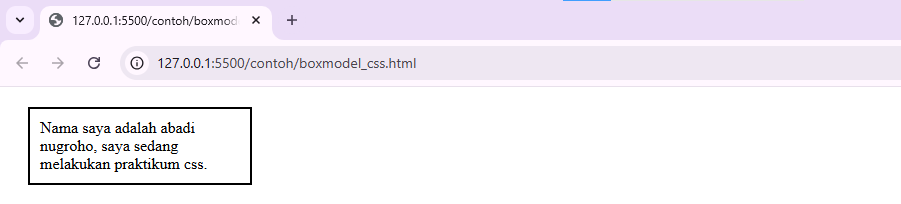 127.0.0.1:5500/contoh/boxmod
127.0.0.1:5500/contoh/boxmodel_css.html
Nama saya adalah abadi
nugroho, saya sedang
melakukan praktikum css.